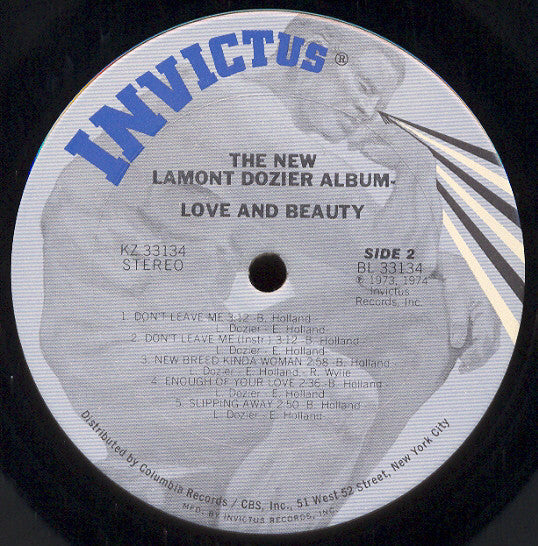 INVICTUS®
THE NEW
LAMONT DOZIER ALBUM-
LOVE AND BEAUTY
KZ 33134
STEREO
SIDE 2
BL 33134
℗ 1973, 1974
Invictus
Records, Inc.
1. DON'T LEAVE ME 3:12 -B. Holland -
L. Dozier - E. Holland
2. DON'T LEAVE ME (Instr.) 3:12 -B. Holland -
L. Dozier - E. Holland
3. NEW BREED KINDA WOMAN 2:58 -B. Holland -
L. Dozier - E. Holland - R. Wylie
4. ENOUGH OF YOUR LOVE 2:36 -B. Holland -
L. Dozier - E. Holland
5. SLIPPING AWAY 2:50 -B. Holland -
L. Dozier - E. Holland
Distributed by Columbia Records / CBS, Inc., 51 West 52 Street, New York City
MFD. BY INVICTUS RECORDS, INC.